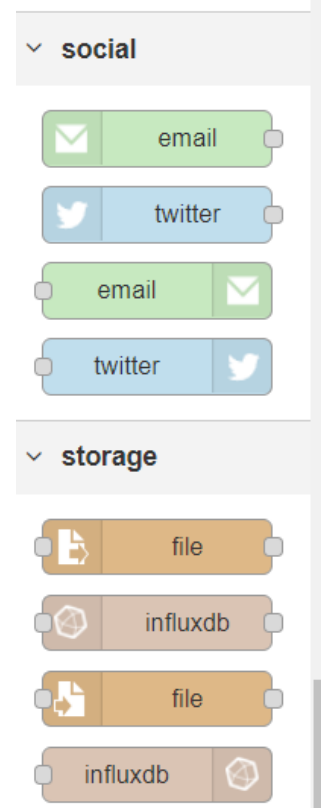 social
email
twitter
email
twitter
storage
file
influxdb
file
influxdb